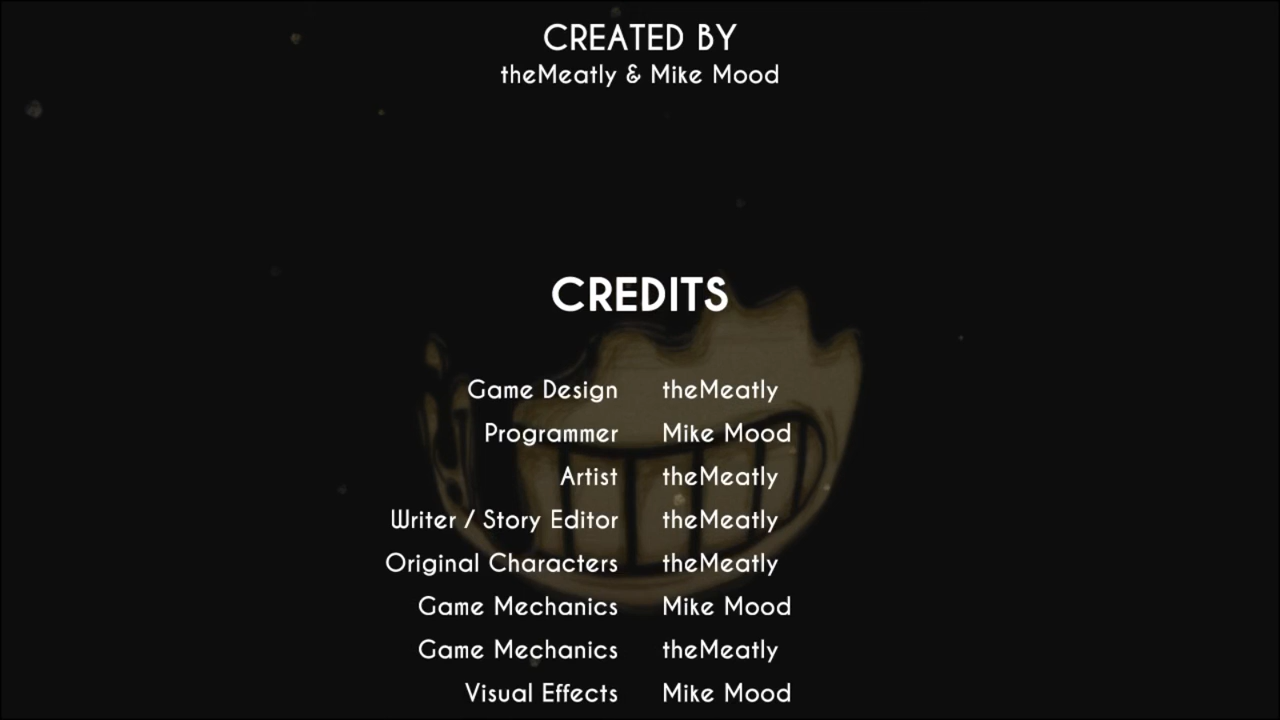 CREATED BY
theMeatly & Mike Mood
CREDITS
Game Design theMeatly
Programmer Mike Mood
Artist theMeatly
Writer / Story Editor theMeatly
Original Characters theMeatly
Game Mechanics Mike Mood
Game Mechanics theMeatly
Visual Effects Mike Mood